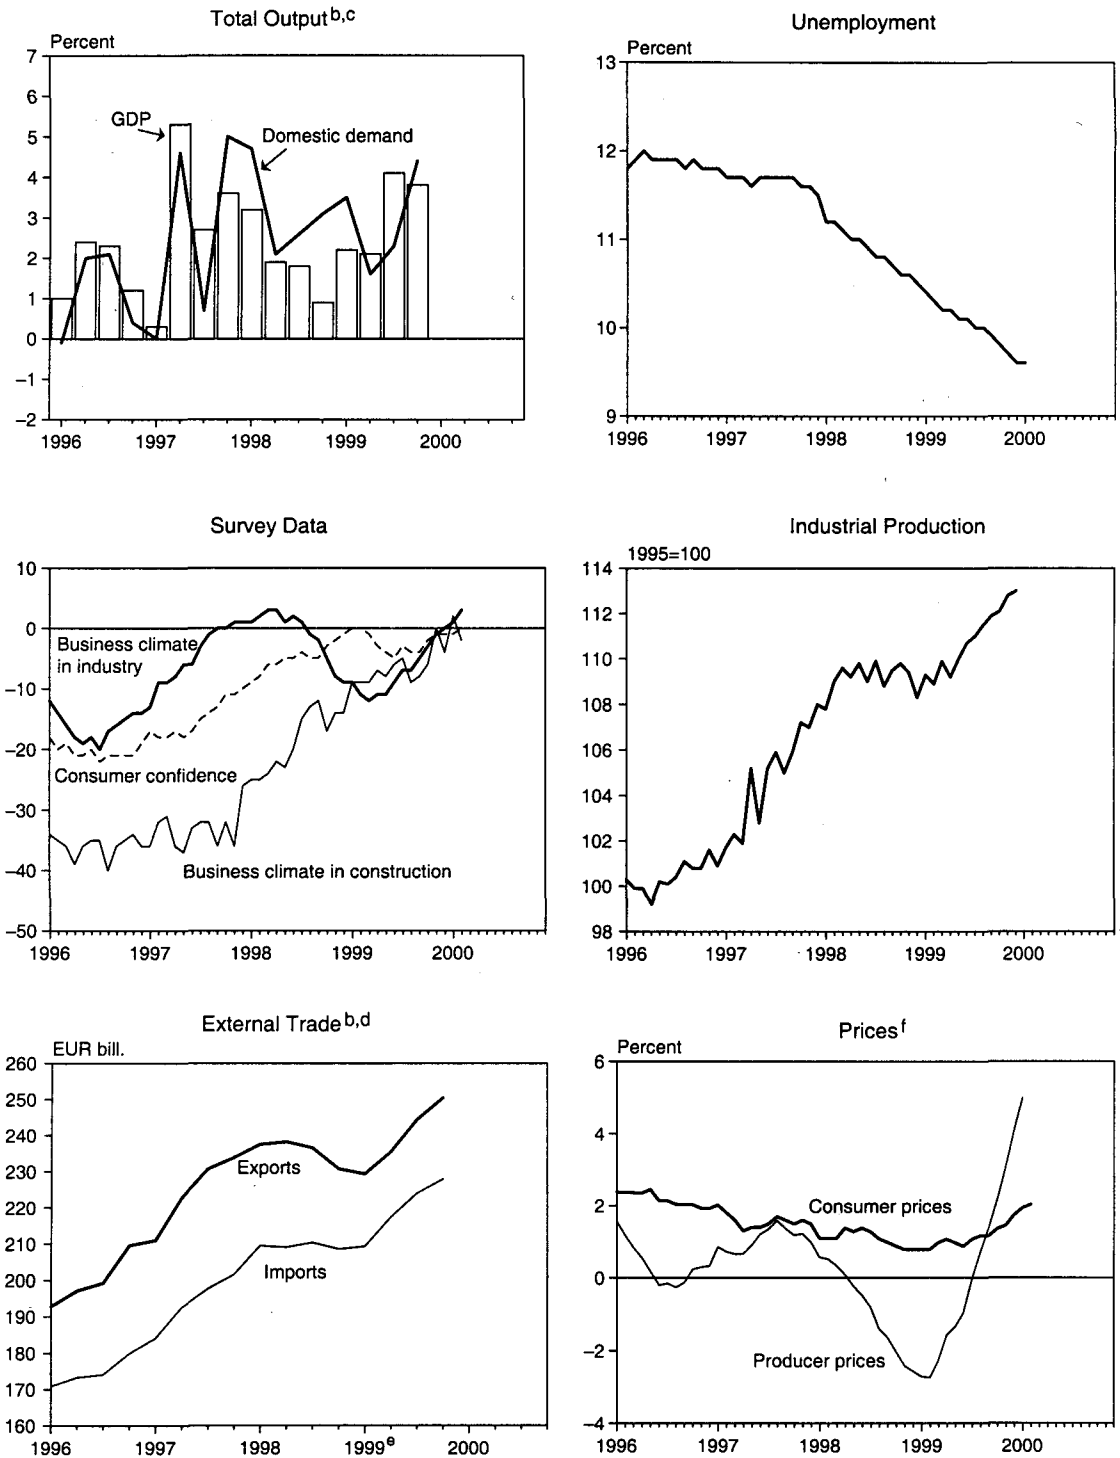 Total Output b,c
Percent
7
6
5
4
3
2
1
0
–1
–2
GDP
Domestic demand
1996 1997 1998 1999 2000
Unemployment
Percent
13
12
11
10
9
1996 1997 1998 1999 2000
Survey Data
10
0
–10
–20
–30
–40
–50
Business climate
in industry
Consumer confidence
Business climate in construction
1996 1997 1998 1999 2000
Industrial Production
1995=100
114
112
110
108
106
104
102
100
98
1996 1997 1998 1999 2000
External Trade b,d
EUR bill.
260
250
240
230
220
210
200
190
180
170
160
Exports
Imports
1996 1997 1998 1999e 2000
Prices f
Percent
6
4
2
0
–2
–4
Consumer prices
Producer prices
1996 1997 1998 1999 2000